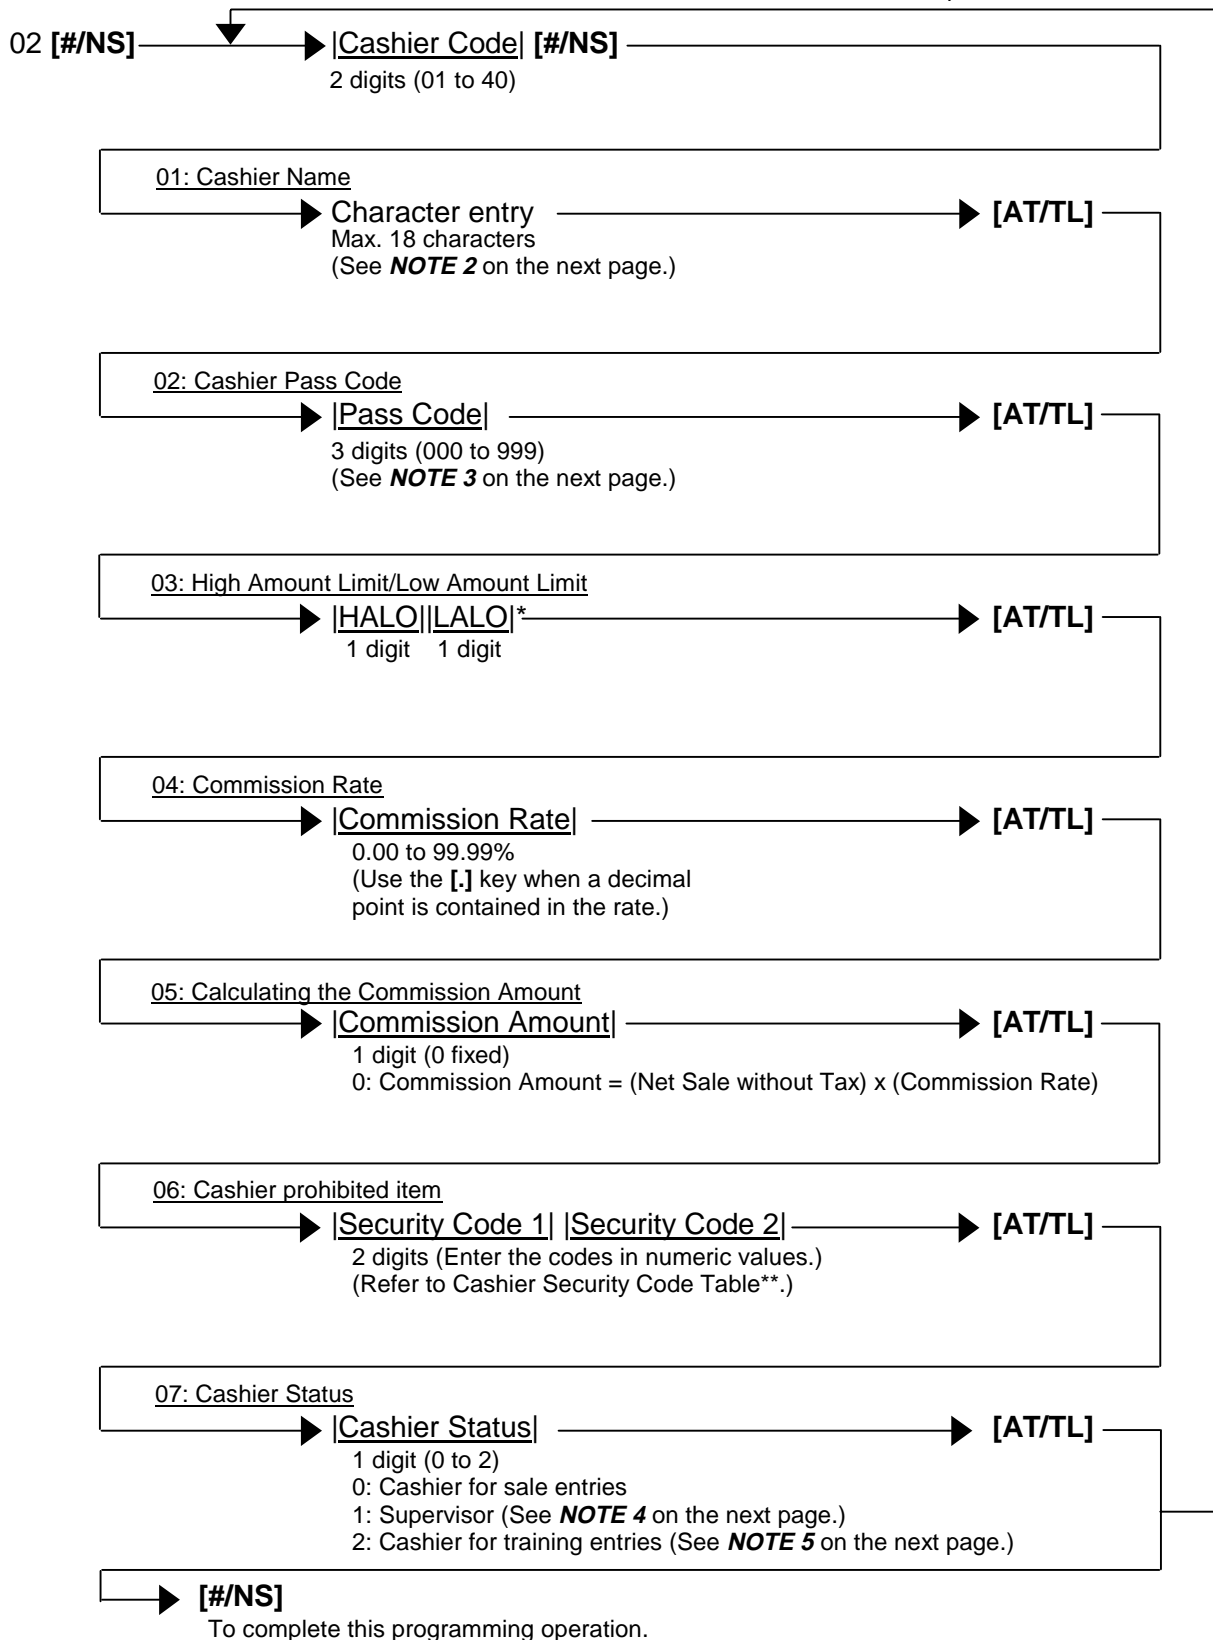 02 [#/NS] |Cashier Code| [#/NS]
2 digits (01 to 40)
01: Cashier Name
Character entry [AT/TL]
Max. 18 characters
(See NOTE 2 on the next page.)
02: Cashier Pass Code
|Pass Code| [AT/TL]
3 digits (000 to 999)
(See NOTE 3 on the next page.)
03: High Amount Limit/Low Amount Limit
|HALO||LALO|* [AT/TL]
1 digit 1 digit
04: Commission Rate
|Commission Rate| [AT/TL]
0.00 to 99.99%
(Use the [.] key when a decimal
point is contained in the rate.)
05: Calculating the Commission Amount
|Commission Amount| [AT/TL]
1 digit (0 fixed)
0: Commission Amount = (Net Sale without Tax) x (Commission Rate)
06: Cashier prohibited item
|Security Code 1| |Security Code 2| [AT/TL]
2 digits (Enter the codes in numeric values.)
(Refer to Cashier Security Code Table**.)
07: Cashier Status
|Cashier Status| [AT/TL]
1 digit (0 to 2)
0: Cashier for sale entries
1: Supervisor (See NOTE 4 on the next page.)
2: Cashier for training entries (See NOTE 5 on the next page.)
[#/NS]
To complete this programming operation.